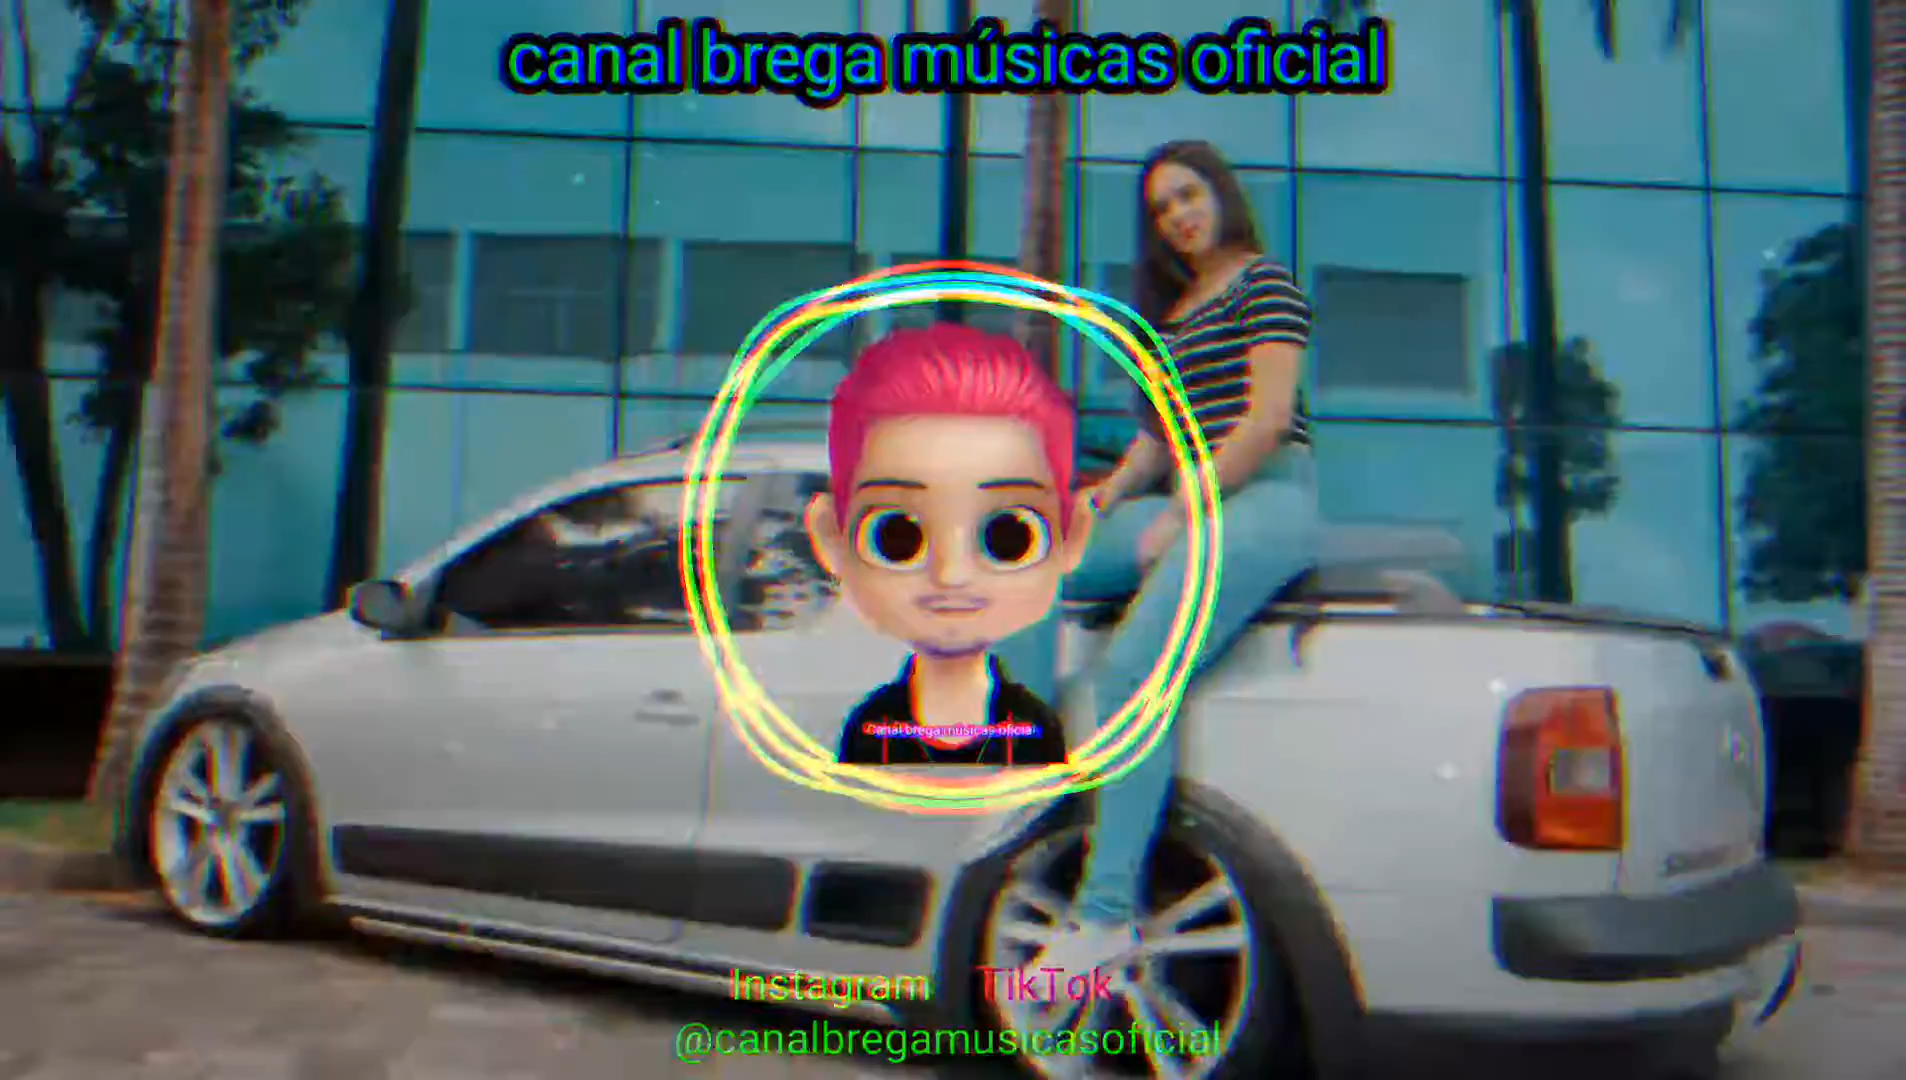 canal brega músicas oficial
Canal brega músicas oficial
Instagram TikTok
@canalbregamusicasoficial